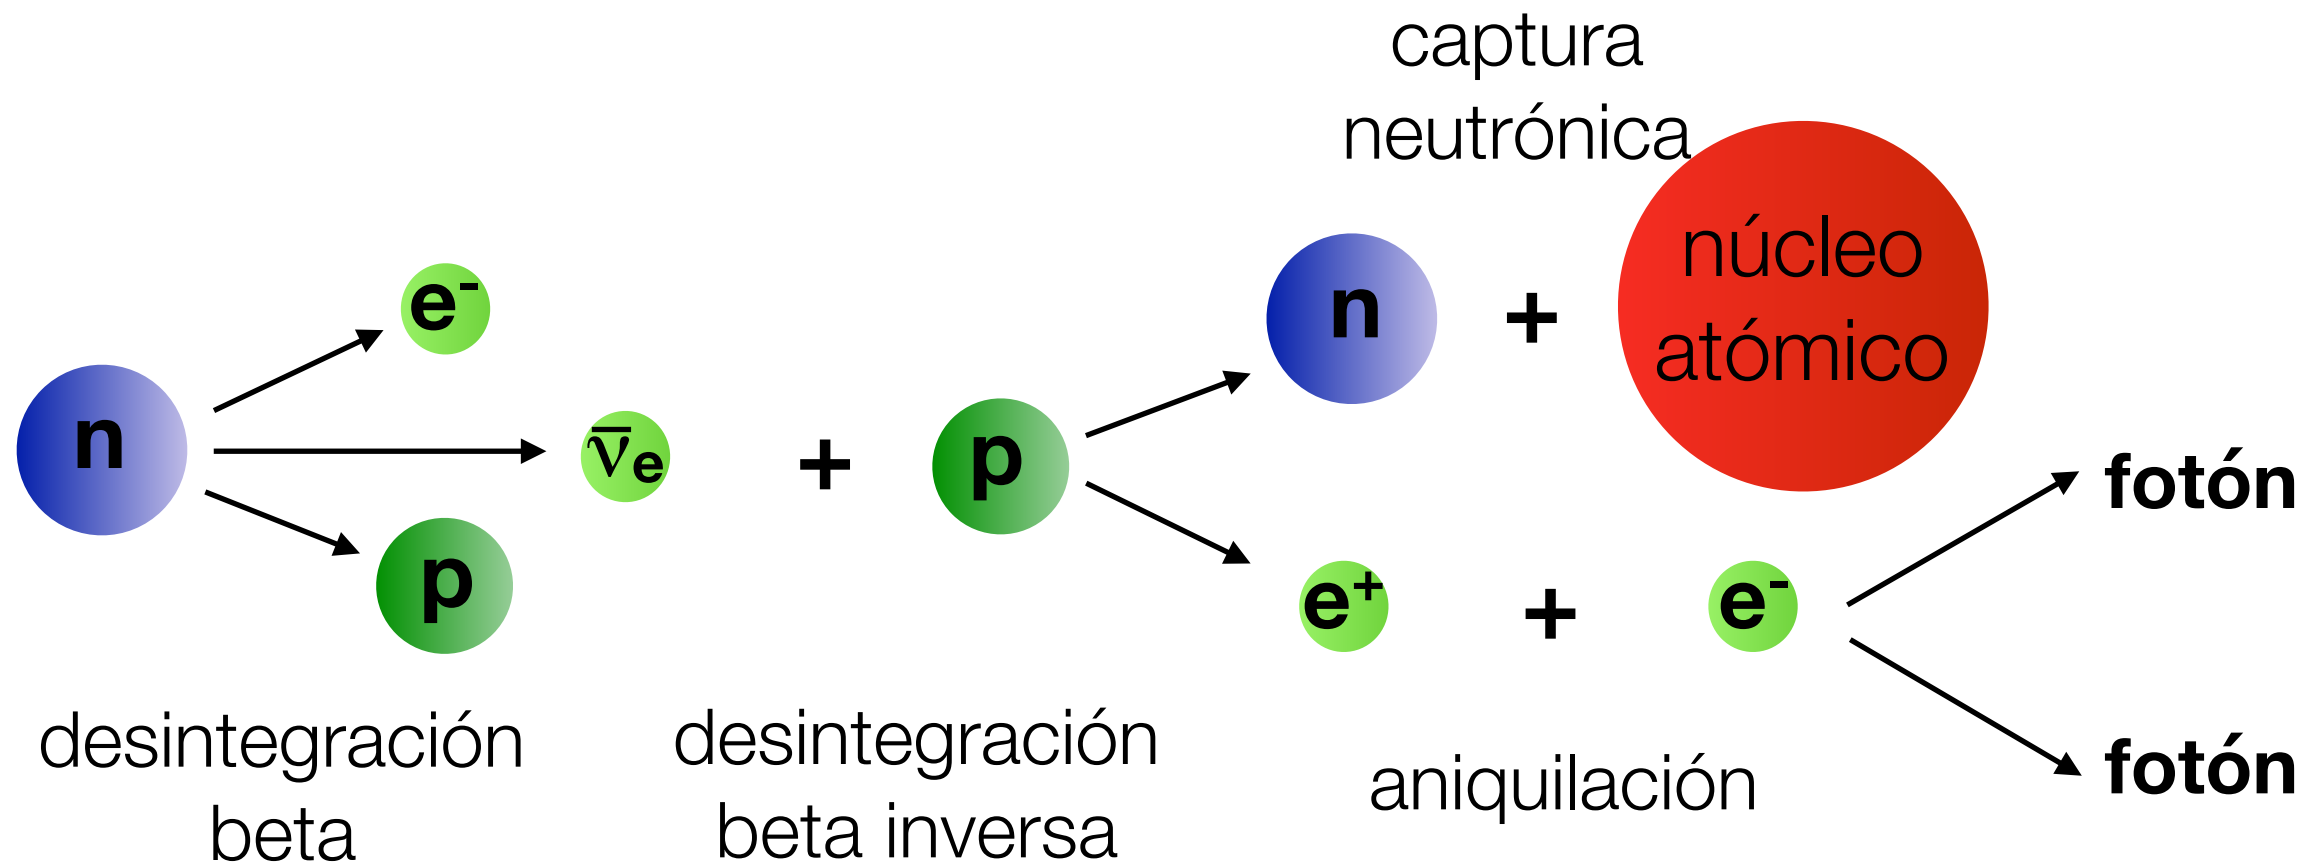 captura
neutrónica
n
e-
ν̅e
p
+
p
n
+
núcleo
atómico
e+
+
e-
fotón
fotón
desintegración
beta
desintegración
beta inversa
aniquilación